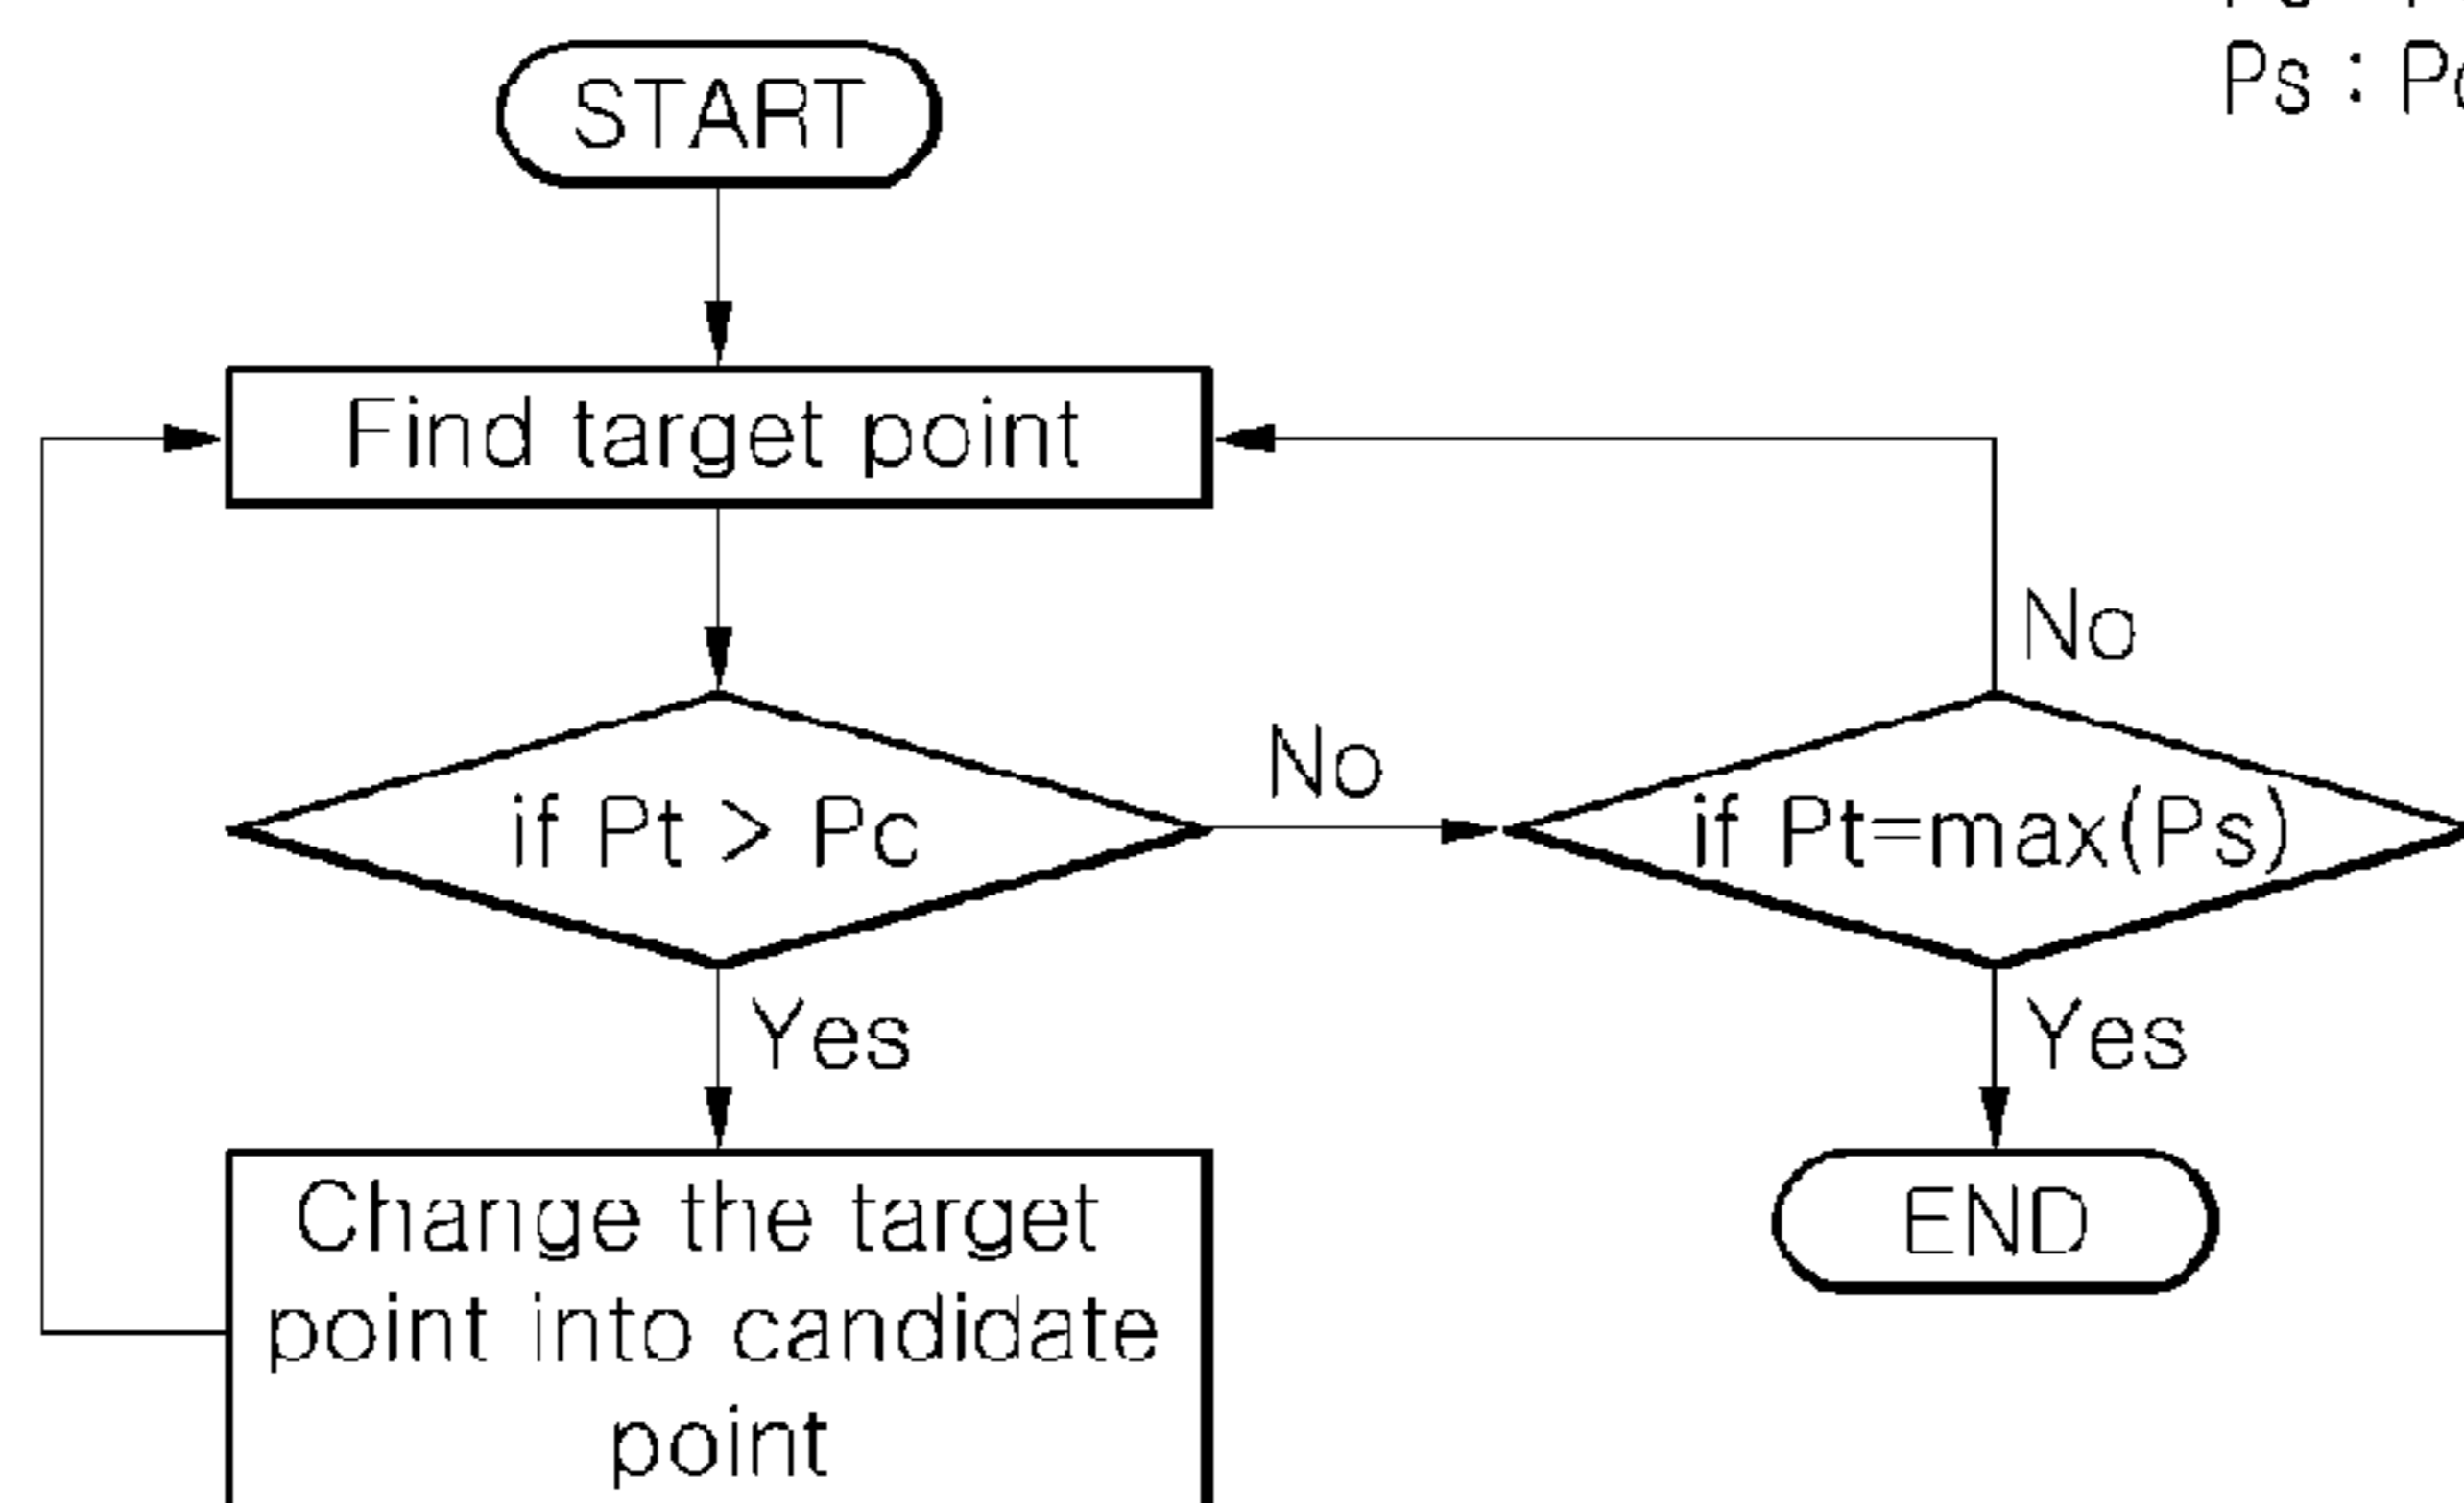 START
Ps :
Find target point
No
No
if Pt > Pc
if Pt=max(Ps)
Yes
Yes
Change the target
point into candidate
point
END